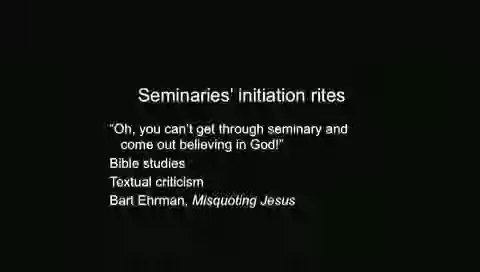 Seminaries' initiation rites
"Oh, you can't get through seminary and
come out believing in God!"
Bible studies
Textual criticism
Bart Ehrman, Misquoting Jesus